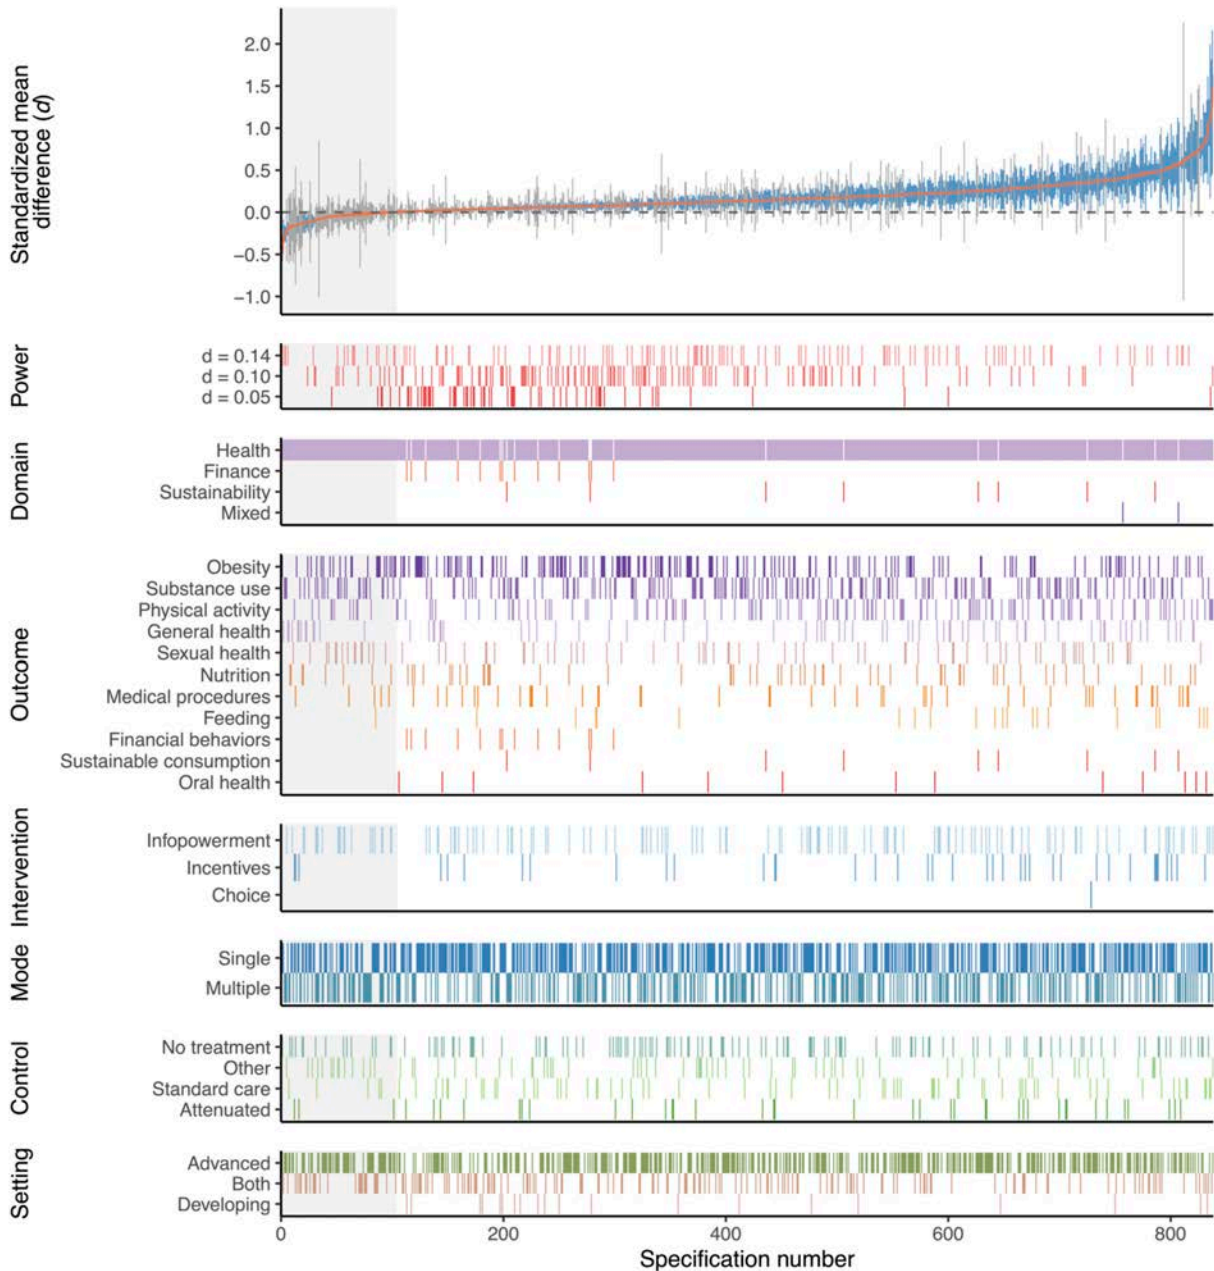 Standardized mean
difference (d)
2.0
1.5
1.0
0.5
0.0
−0.5
−1.0
Power
d = 0.14
d = 0.10
d = 0.05
Domain
Health
Finance
Sustainability
Mixed
Outcome
Obesity
Substance use
Physical activity
General health
Sexual health
Nutrition
Medical procedures
Feeding
Financial behaviors
Sustainable consumption
Oral health
Intervention
Infopowerment
Incentives
Choice
Mode
Single
Multiple
Control
No treatment
Other
Standard care
Attenuated
Setting
Advanced
Both
Developing
0 200 400 600 800
Specification number